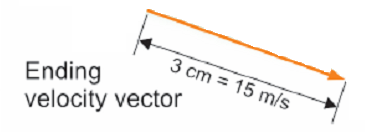 Ending
velocity vector
3 cm = 15 m/s